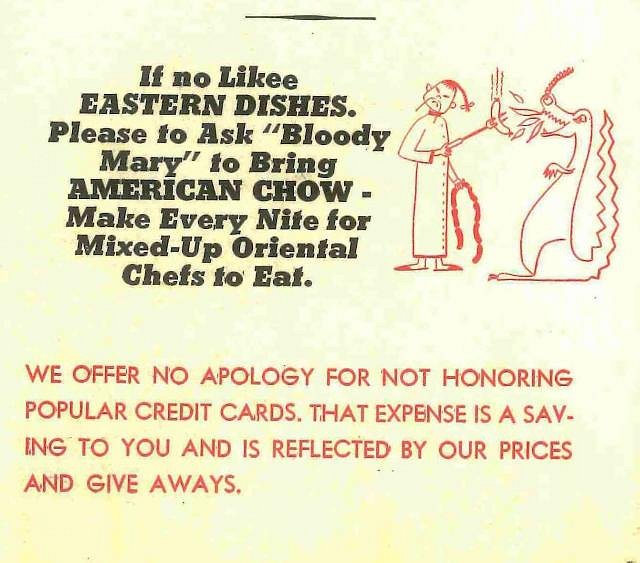 If no Likee
EASTERN DISHES.
Please to Ask "Bloody
Mary" to Bring
AMERICAN CHOW -
Make Every Nite for
Mixed-Up Oriental
Chefs to Eat.
WE OFFER NO APOLOGY FOR NOT HONORING
POPULAR CREDIT CARDS. THAT EXPENSE IS A SAV-
ING TO YOU AND IS REFLECTED BY OUR PRICES
AND GIVE AWAYS.